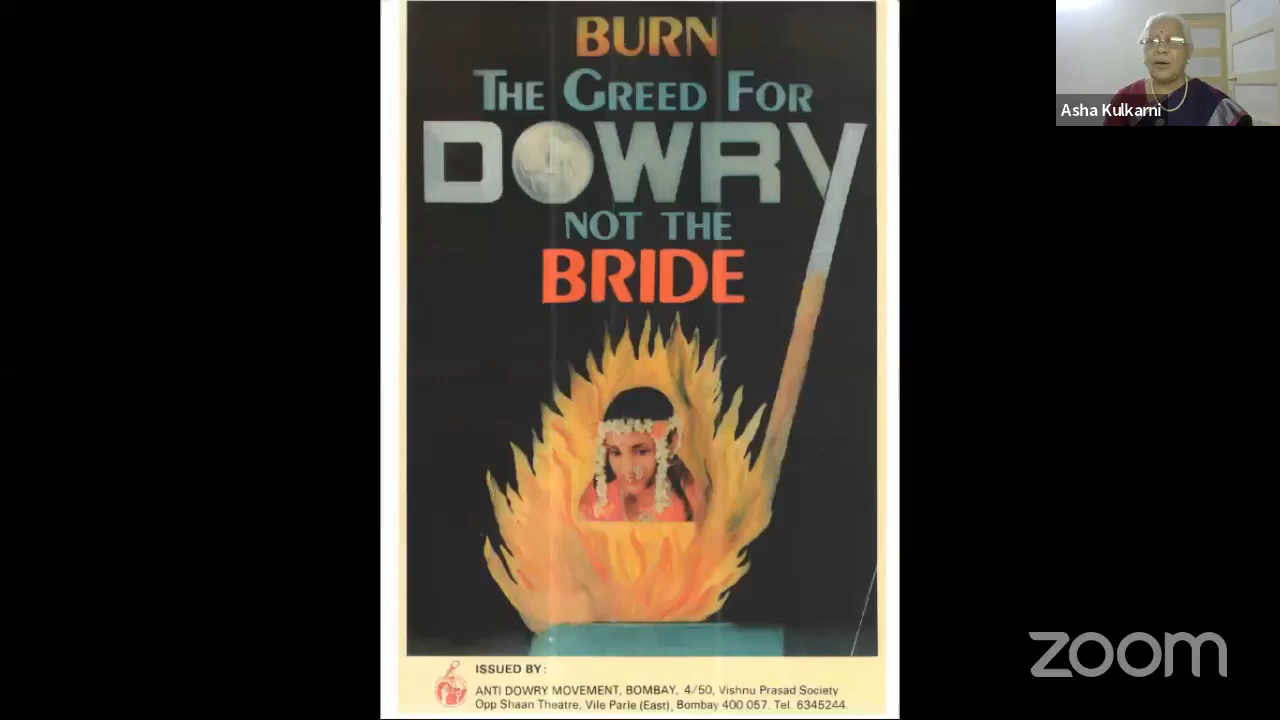 BURN
THE GREED FOR
DOWRY
NOT THE
BRIDE
ISSUED BY:
ANTI DOWRY MOVEMENT, BOMBAY, 4/50, Vishnu Prasad Society
Opp Shaan Theatre, Vile Parle (East), Bombay 400 057. Tel. 6345244.
Asha Kulkarni
zoom